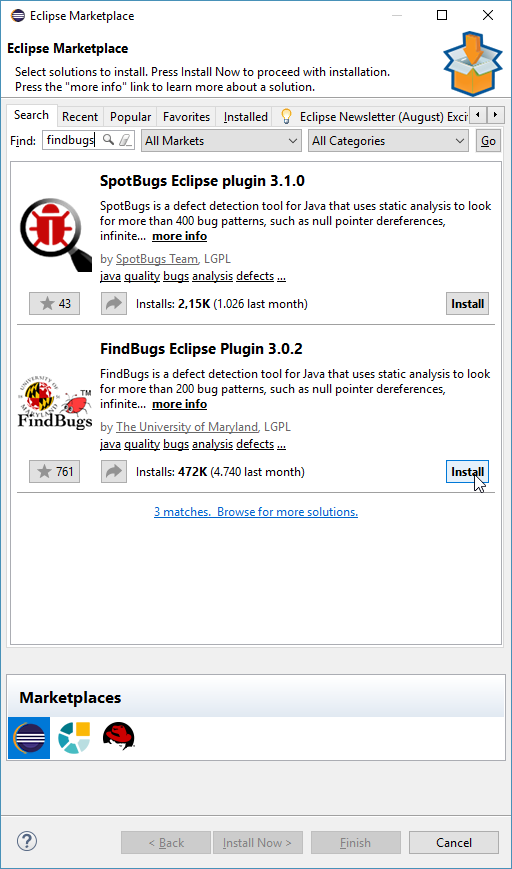 Eclipse Marketplace
Eclipse Marketplace
Select solutions to install. Press Install Now to proceed with installation.
Press the "more info" link to learn more about a solution.
Search Recent Popular Favorites Installed Eclipse Newsletter (August) Exci
Find: findbugs All Markets All Categories Go
SpotBugs Eclipse plugin 3.1.0
SpotBugs is a defect detection tool for Java that uses static analysis to look
for more than 400 bug patterns, such as null pointer dereferences,
infinite... more info
by SpotBugs Team, LGPL
java quality bugs analysis defects ...
43 Installs: 2,15K (1.026 last month) Install
FindBugs Eclipse Plugin 3.0.2
UNIVERSITY OF MARYLAND
TM
FindBugs
FindBugs is a defect detection tool for Java that uses static analysis to look
for more than 200 bug patterns, such as null pointer dereferences,
infinite... more info
by The University of Maryland, LGPL
java quality bugs analysis defects ...
761 Installs: 472K (4.740 last month) Install
3 matches. Browse for more solutions.
Marketplaces
? < Back Install Now > Finish Cancel